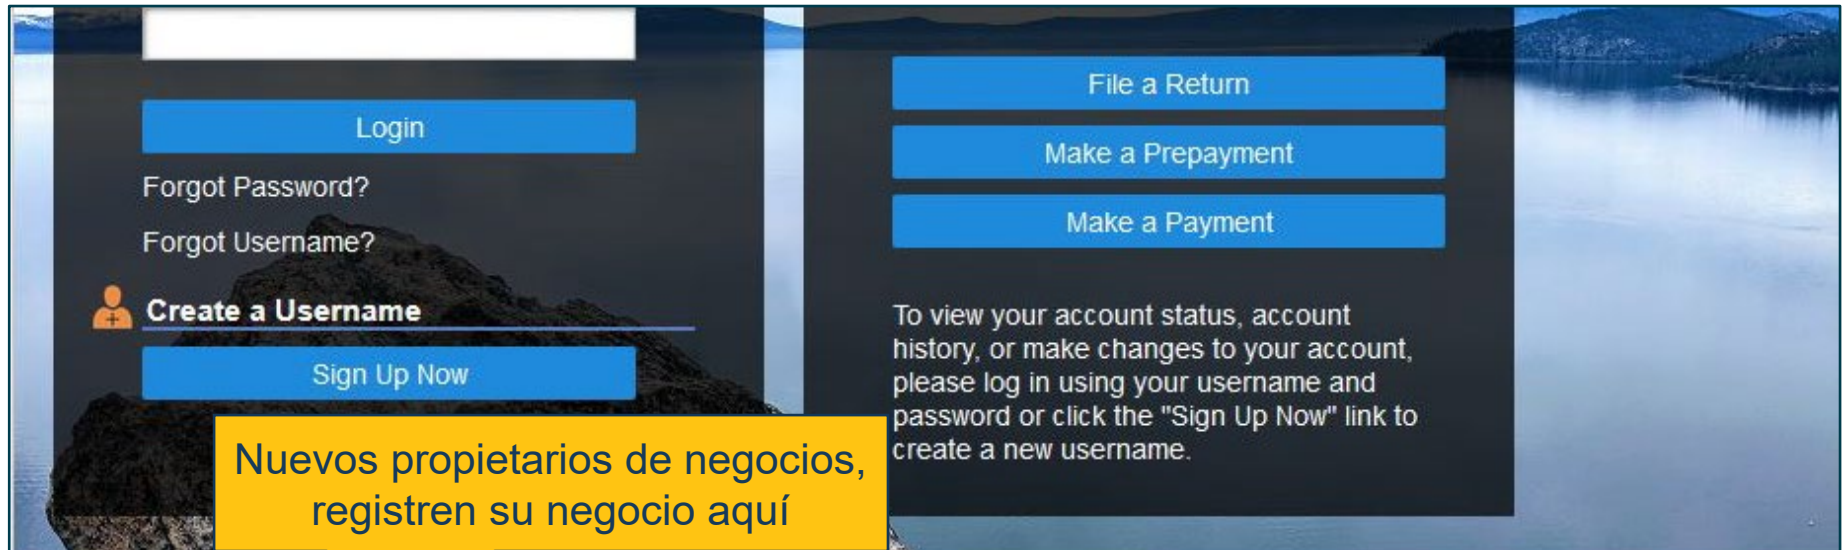 Login
Forgot Password?
Forgot Username?
Create a Username
Sign Up Now
Nuevos propietarios de negocios,
registren su negocio aquí
File a Return
Make a Prepayment
Make a Payment
To view your account status, account
history, or make changes to your account,
please log in using your username and
password or click the "Sign Up Now" link to
create a new username.